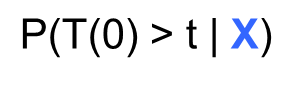 P(T(0) > t | X)